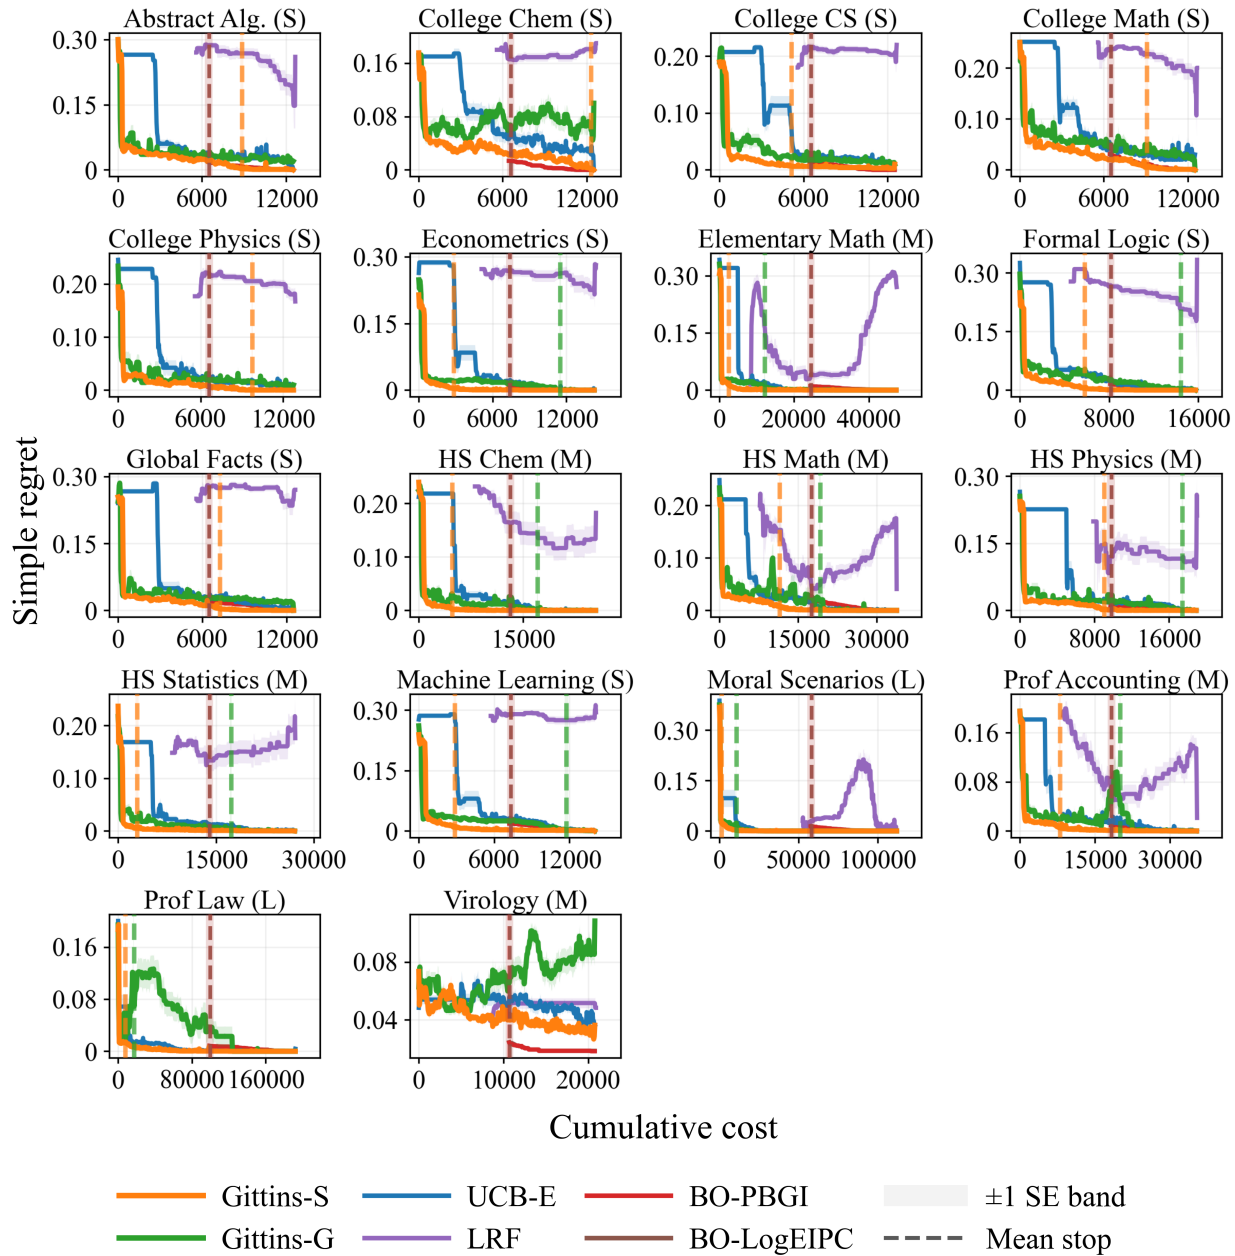 Abstract Alg. (S)
College Chem (S)
College CS (S)
College Math (S)
0.30
0.15
0
0 6000 12000
0.16
0.08
0
0 6000 12000
0.20
0.10
0
0 6000 12000
0.20
0.10
0
0 6000 12000
College Physics (S)
Econometrics (S)
Elementary Math (M)
Formal Logic (S)
0.20
0.10
0
0 6000 12000
0.30
0.15
0
0 6000 12000
0.30
0.15
0
0 20000 40000
0.30
0.15
0
0 8000 16000
Simple regret
Global Facts (S)
HS Chem (M)
HS Math (M)
HS Physics (M)
0.30
0.15
0
0 6000 12000
0.20
0.10
0
0 15000
0.20
0.10
0
0 15000 30000
0.30
0.15
0
0 8000 16000
HS Statistics (M)
Machine Learning (S)
Moral Scenarios (L)
Prof Accounting (M)
0.20
0.10
0
0 15000 30000
0.30
0.15
0
0 6000 12000
0.30
0.15
0
0 50000 100000
0.16
0.08
0
0 15000 30000
Prof Law (L)
Virology (M)
0.16
0.08
0
0 80000 160000
0.08
0.04
0 10000 20000
Cumulative cost
Gittins-S
UCB-E
BO-PBGI
±1 SE band
Gittins-G
LRF
BO-LogEIPC
Mean stop